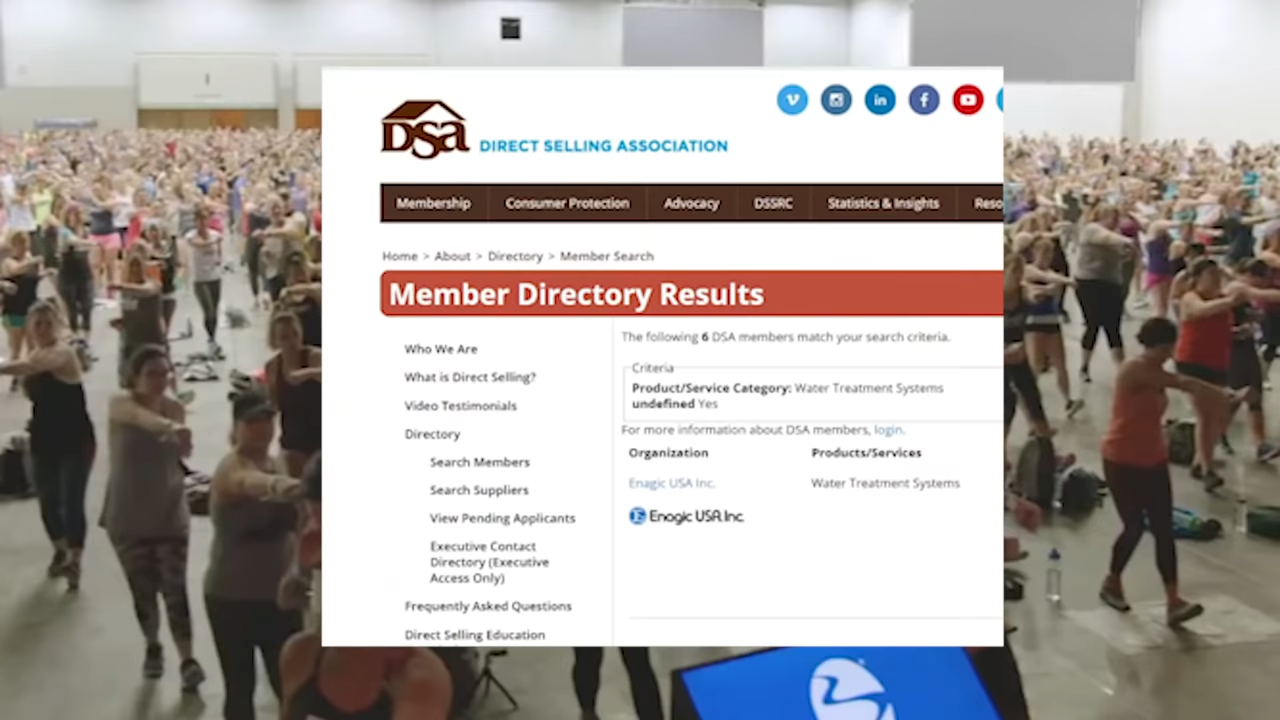 DSa
DIRECT SELLING ASSOCIATION
Membership Consumer Protection Advocacy DSSRC Statistics & Insights Reso
Home > About > Directory > Member Search
Member Directory Results
Who We Are
What is Direct Selling?
Video Testimonials
Directory
Search Members
Search Suppliers
View Pending Applicants
Executive Contact
Directory (Executive
Access Only)
Frequently Asked Questions
Direct Selling Education
The following 6 DSA members match your search criteria.
Criteria
Product/Service Category: Water Treatment Systems
undefined Yes
For more information about DSA members, login.
Organization Products/Services
Enagic USA Inc. Water Treatment Systems
E Enagic USA.Inc.